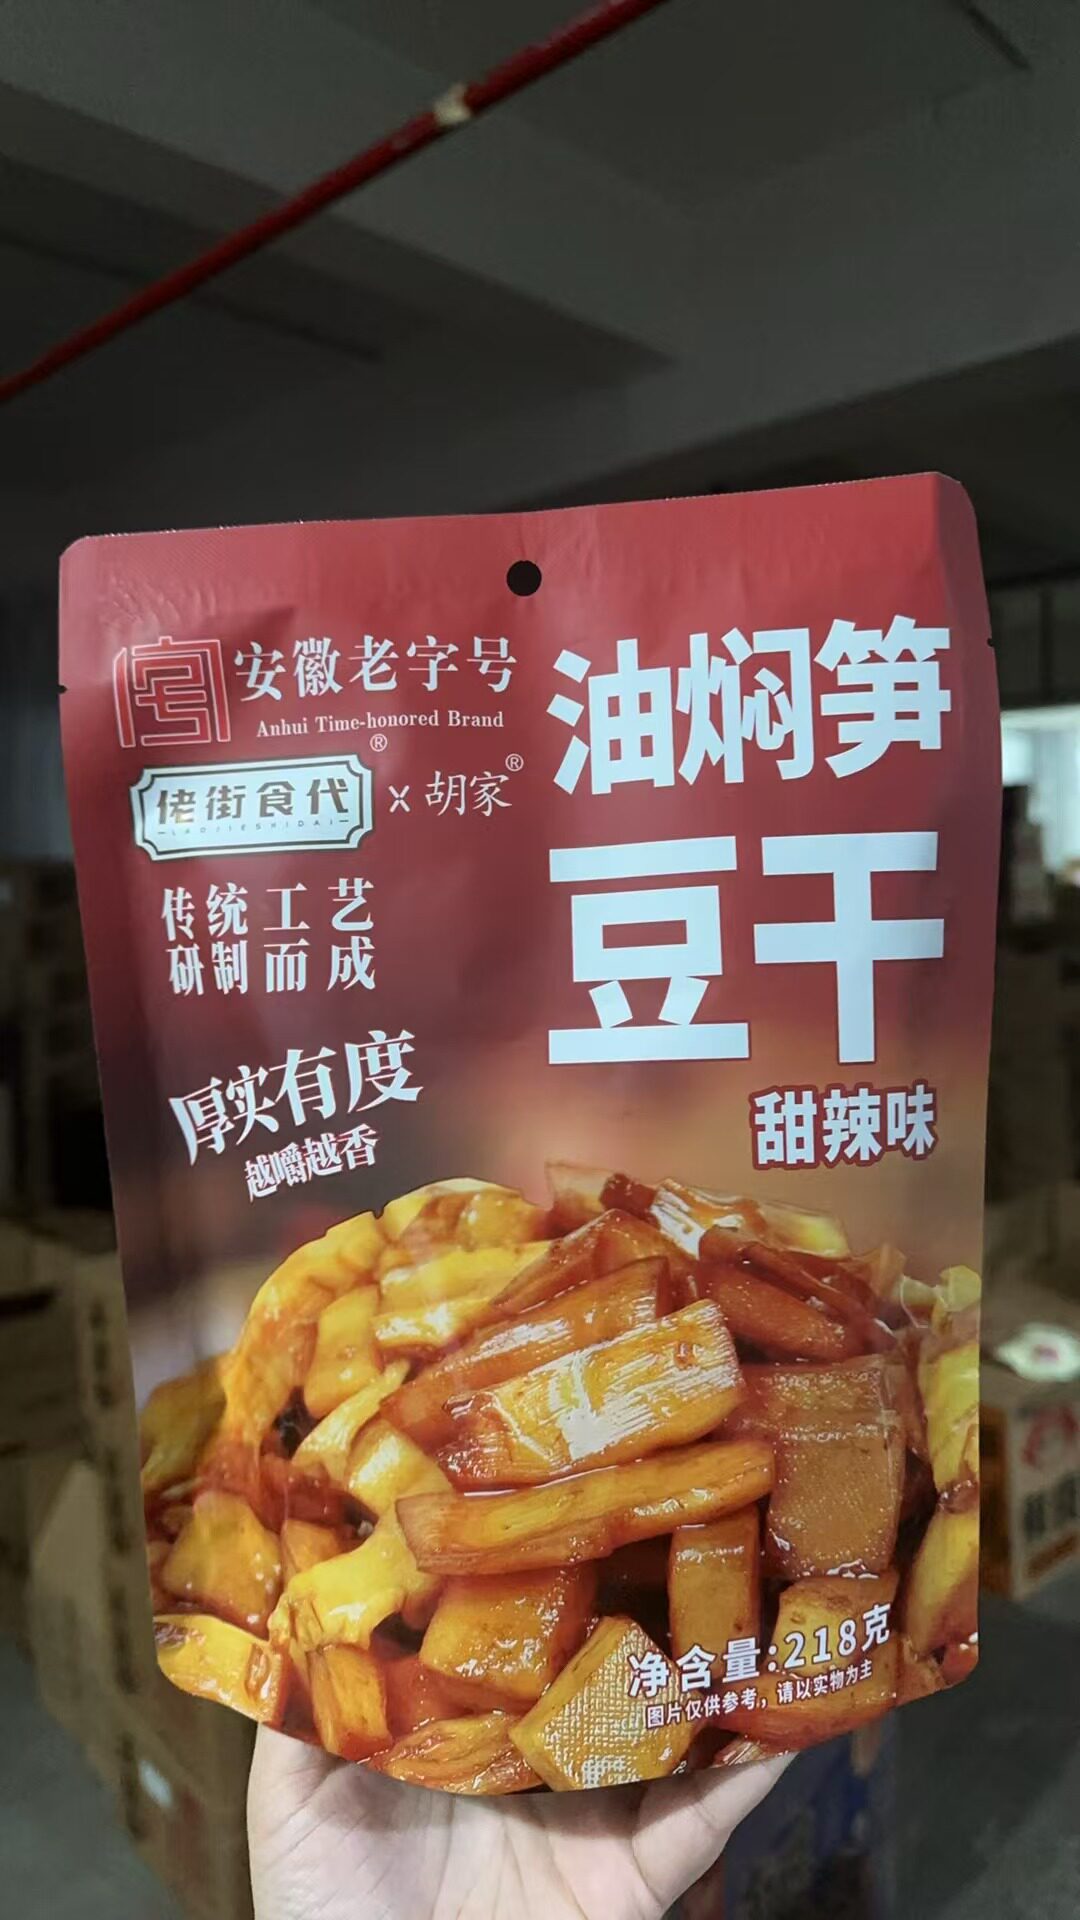 安徽老字号
Anhui Time-honored Brand
®
佬街食代
LAOJIESHIDAI
× 胡家®
传统工艺
研制而成
厚实有度
越嚼越香
油焖笋
豆干
甜辣味
净含量:218克
图片仅供参考，请以实物为主